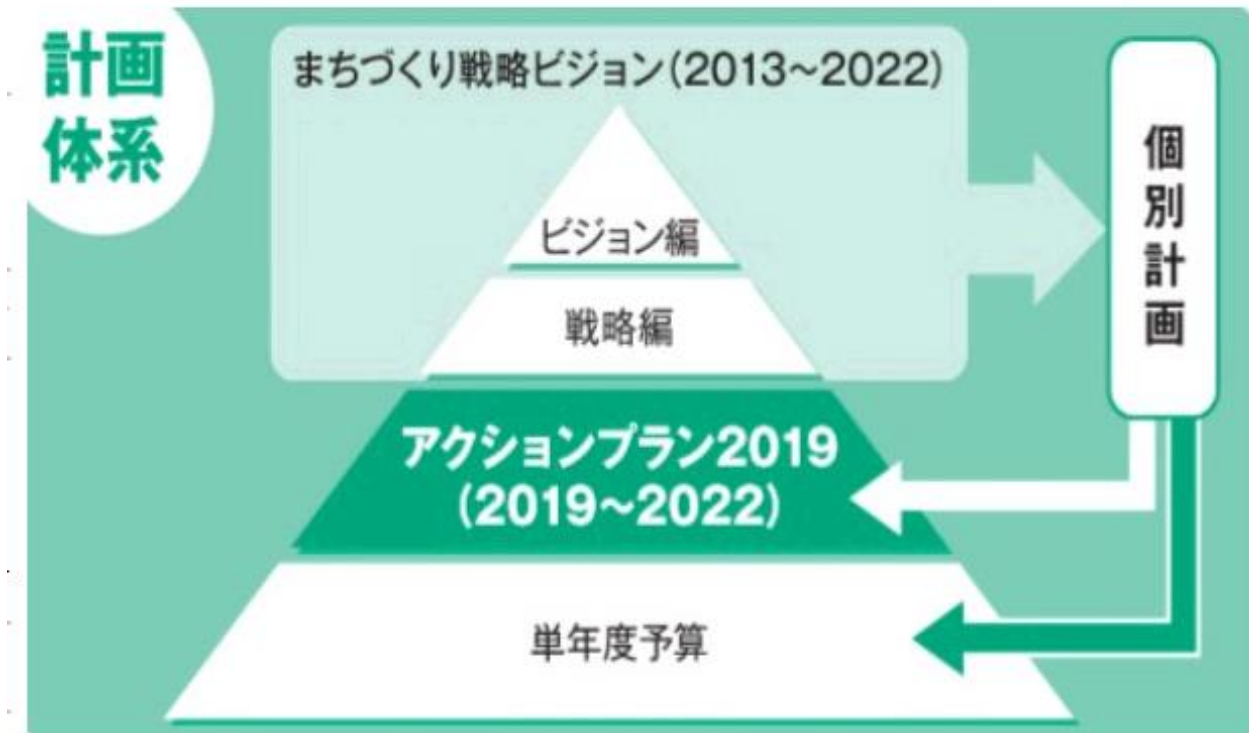 計画
体系
まちづくり戦略ビジョン(2013～2022)
ビジョン編
戦略編
アクションプラン2019
(2019～2022)
単年度予算
個別計画